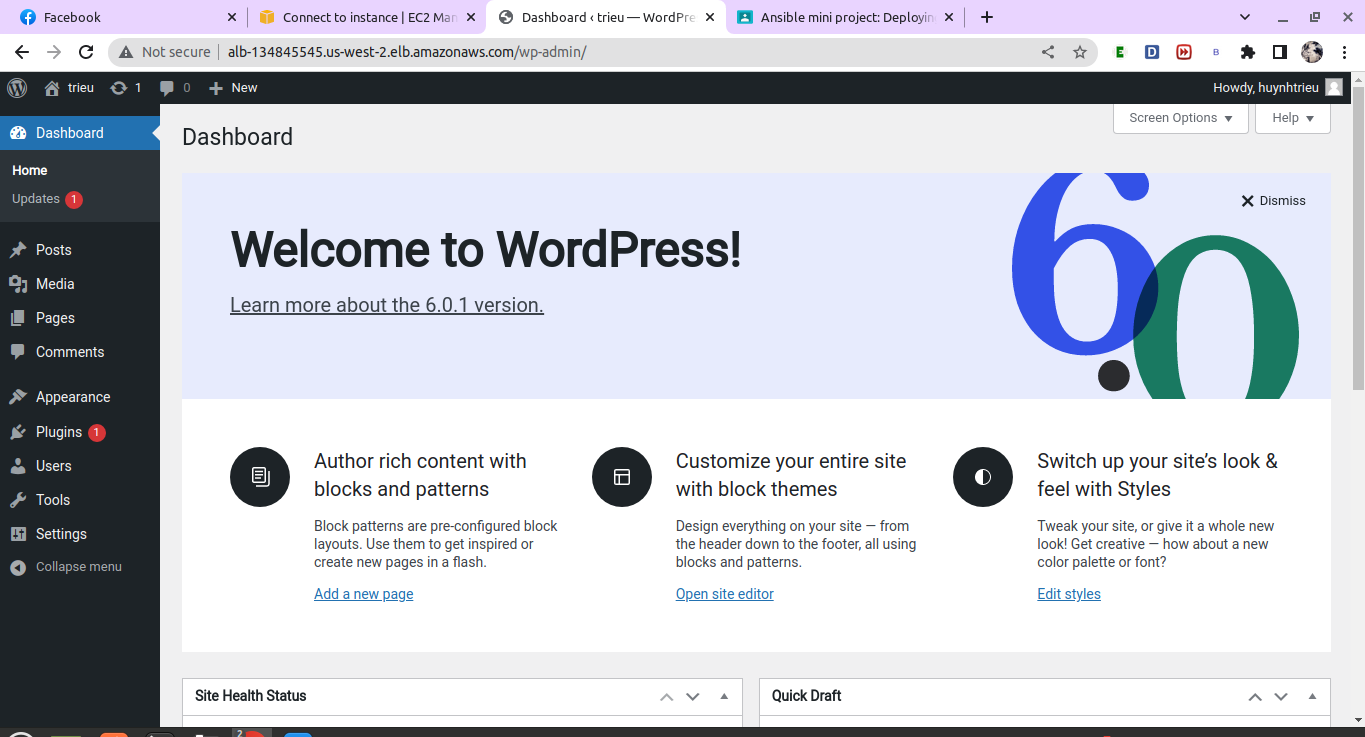 Facebook
Connect to instance | EC2 Man
Dashboard ‹ trieu — WordPre
Ansible mini project: Deployin
Not secure
alb-134845545.us-west-2.elb.amazonaws.com/wp-admin/
trieu
1
0
New
Howdy, huynhtrieu
Dashboard
Home
Updates 1
Posts
Media
Pages
Comments
Appearance
Plugins 1
Users
Tools
Settings
Collapse menu
Screen Options
Help
Dashboard
Dismiss
6.0
Welcome to WordPress!
Learn more about the 6.0.1 version.
Author rich content with
blocks and patterns
Block patterns are pre-configured block
layouts. Use them to get inspired or
create new pages in a flash.
Add a new page
Customize your entire site
with block themes
Design everything on your site — from
the header down to the footer, all using
blocks and patterns.
Open site editor
Switch up your site’s look &
feel with Styles
Tweak your site, or give it a whole new
look! Get creative — how about a new
color palette or font?
Edit styles
Site Health Status
Quick Draft
2